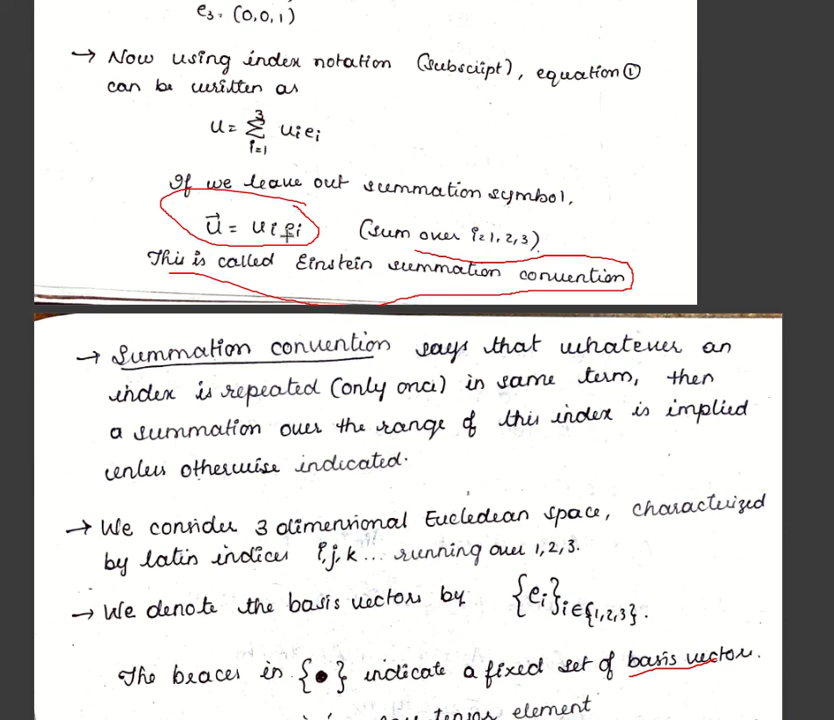 e₃ = (0,0,1)
→ Now using index notation (subscript), equation ①
can be written as
u = ∑ᵢ₌₁³ uᵢeᵢ
If we leave out summation symbol,
u⃗ = uᵢe̲ᵢ (sum over i=1,2,3)
This is called Einstein summation convention
→ Summation convention says that whatever an
index is repeated (only once) in same term, then
a summation over the range of this index is implied
unless otherwise indicated.
→ We consider 3 dimensional Eucledean space, characterized
by latin indices i,j,k... running over 1,2,3.
→ We denote the basis vectors by {eᵢ}i∈{1,2,3}.
The braces in {•} indicate a fixed set of basis vector.
element